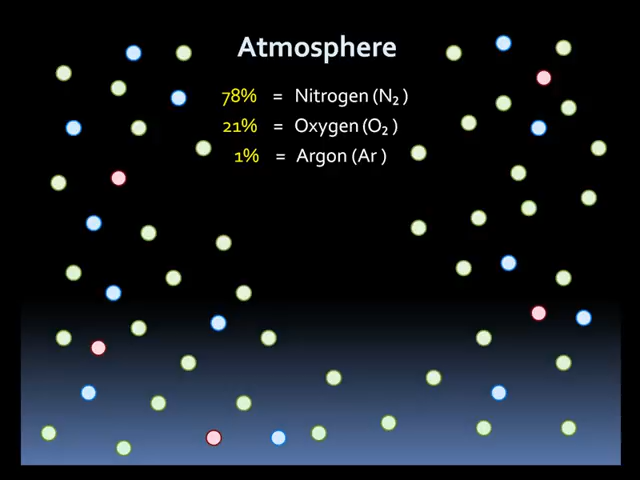 Atmosphere
78% = Nitrogen (N₂ )
21% = Oxygen (O₂ )
1% = Argon (Ar )